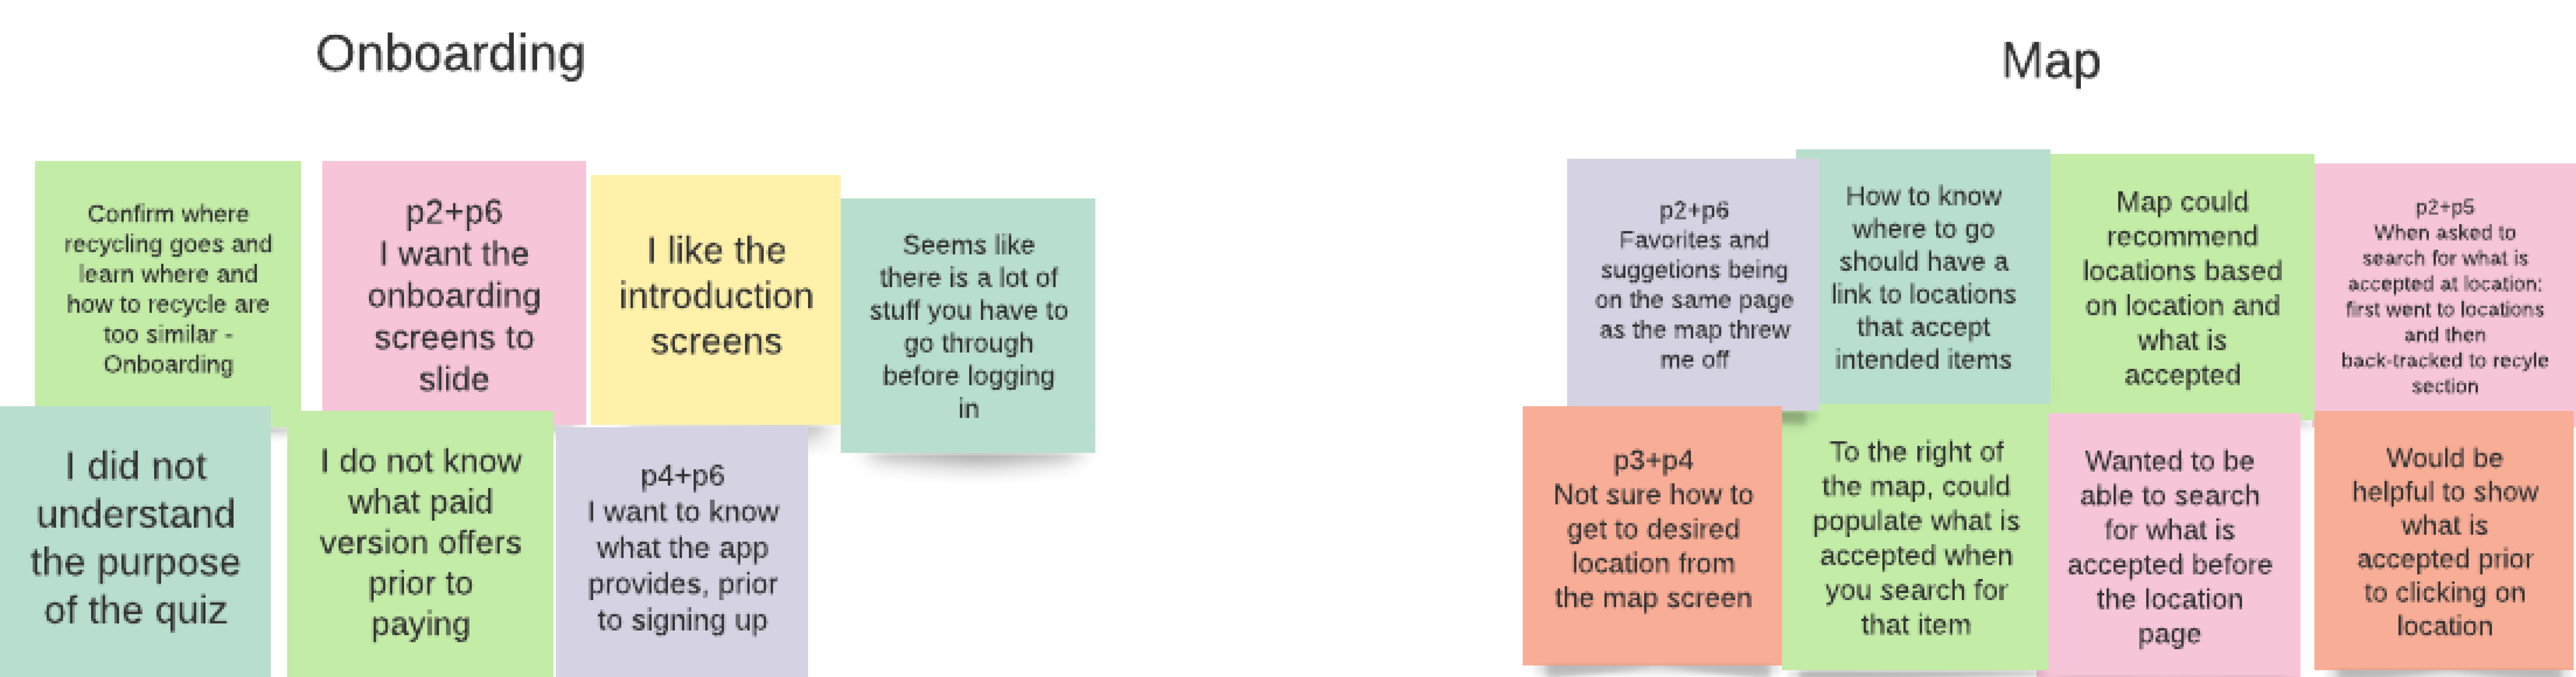 Onboarding
Confirm where
recycling goes and
learn where and
how to recycle are
too similar -
Onboarding
p2+p6
I want the
onboarding
screens to
slide
I like the
introduction
screens
Seems like
there is a lot of
stuff you have to
go through
before logging
in
I did not
understand
the purpose
of the quiz
I do not know
what paid
version offers
prior to
paying
p4+p6
I want to know
what the app
provides, prior
to signing up
Map
p2+p6
Favorites and
suggetions being
on the same page
as the map threw
me off
How to know
where to go
should have a
link to locations
that accept
intended items
Map could
recommend
locations based
on location and
what is
accepted
p2+p5
When asked to
search for what is
accepted at location;
first went to locations
and then
back-tracked to recyle
section
p3+p4
Not sure how to
get to desired
location from
the map screen
To the right of
the map, could
populate what is
accepted when
you search for
that item
Wanted to be
able to search
for what is
accepted before
the location
page
Would be
helpful to show
what is
accepted prior
to clicking on
location